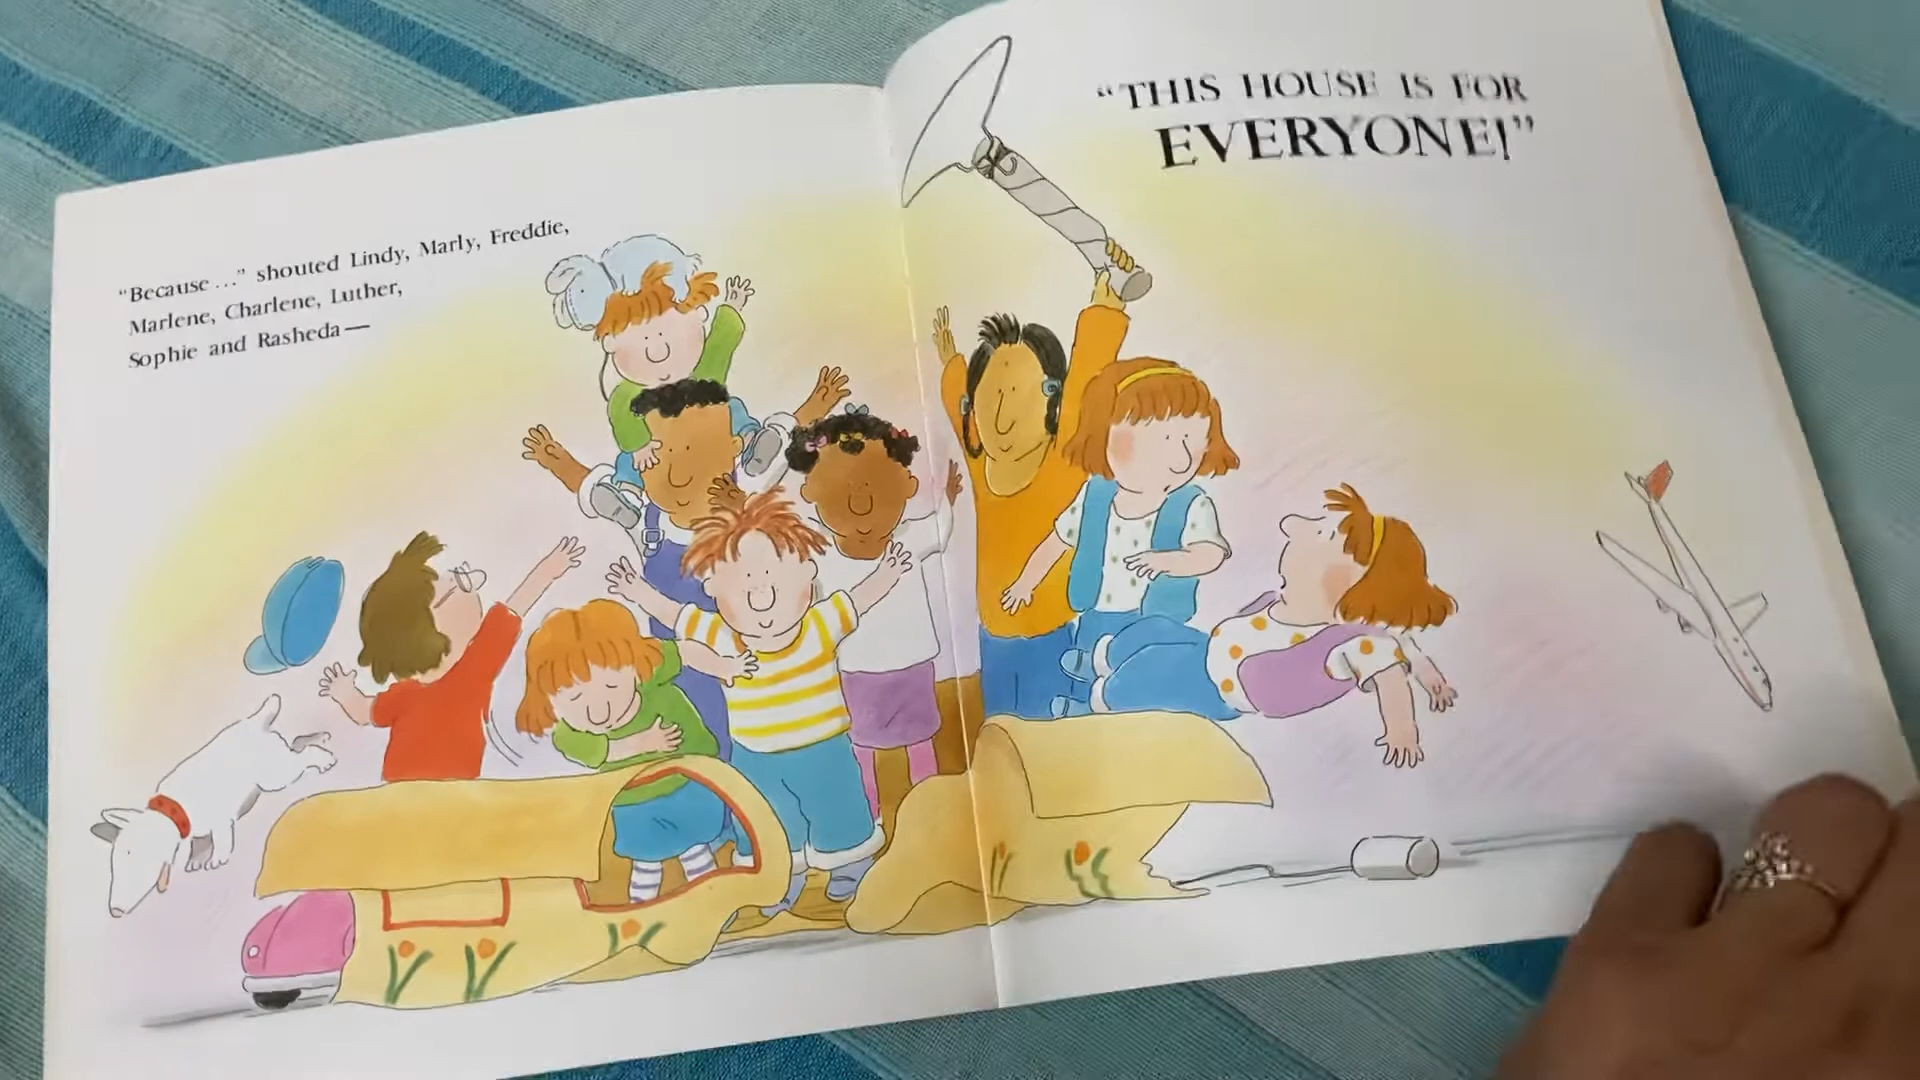 “Because ...” shouted Lindy, Marly, Freddie,
Marlene, Charlene, Luther,
Sophie and Rasheda—
“THIS HOUSE IS FOR
EVERYONE!”